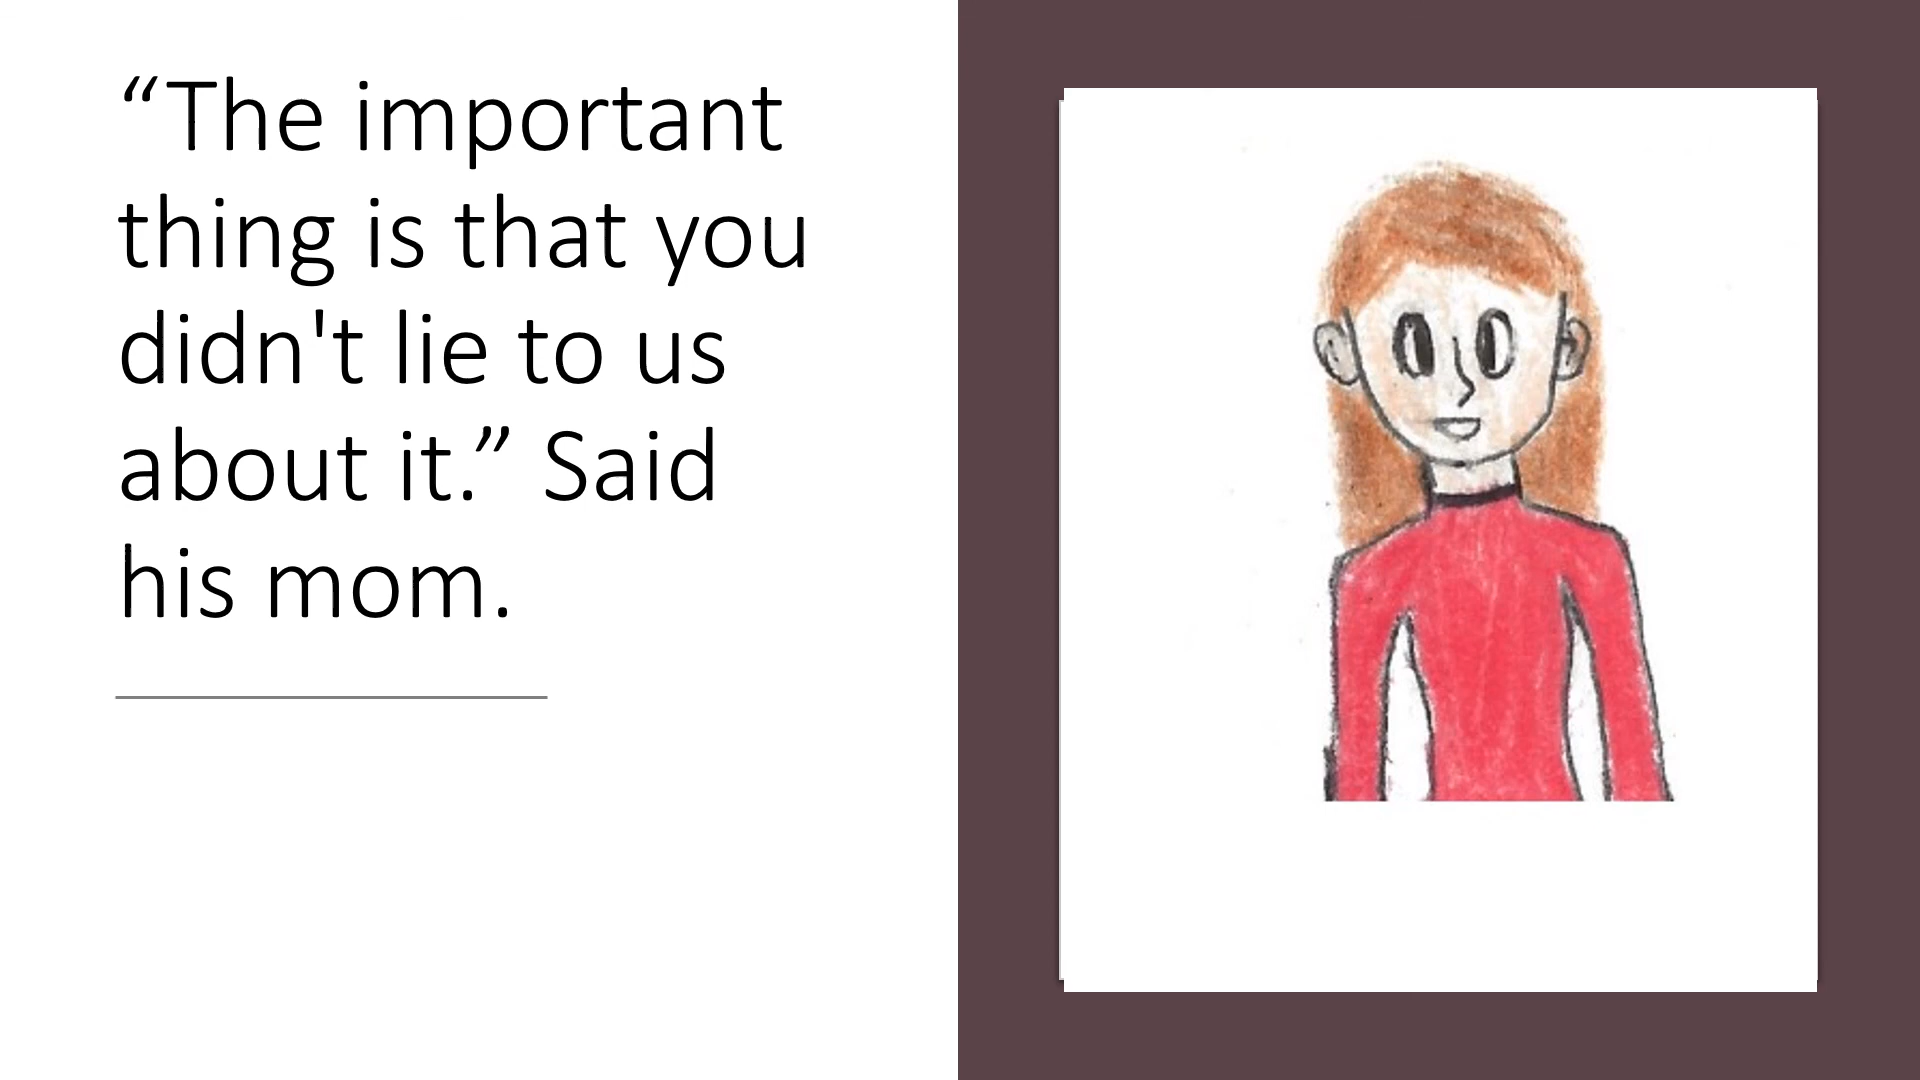 “The important
thing is that you
didn't lie to us
about it.” Said
his mom.